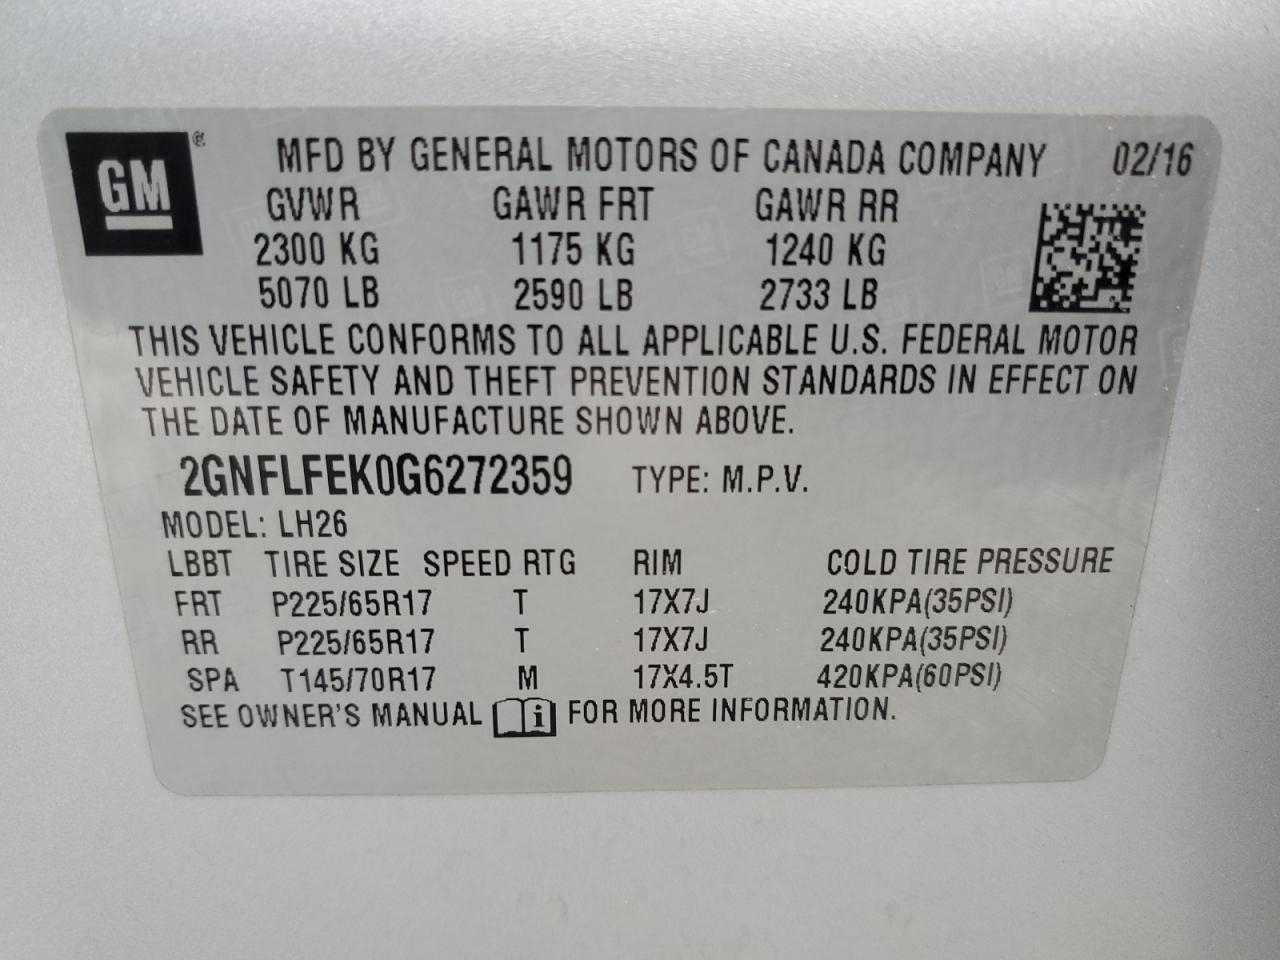 GM ® MFD BY GENERAL MOTORS OF CANADA COMPANY 02/16
GVWR GAWR FRT GAWR RR
2300 KG 1175 KG 1240 KG
5070 LB 2590 LB 2733 LB
THIS VEHICLE CONFORMS TO ALL APPLICABLE U.S. FEDERAL MOTOR
VEHICLE SAFETY AND THEFT PREVENTION STANDARDS IN EFFECT ON
THE DATE OF MANUFACTURE SHOWN ABOVE.
2GNFLFEK0G6272359 TYPE: M.P.V.
MODEL: LH26
LBBT TIRE SIZE SPEED RTG RIM COLD TIRE PRESSURE
FRT P225/65R17 T 17X7J 240KPA(35PSI)
RR P225/65R17 T 17X7J 240KPA(35PSI)
SPA T145/70R17 M 17X4.5T 420KPA(60PSI)
SEE OWNER'S MANUAL i FOR MORE INFORMATION.